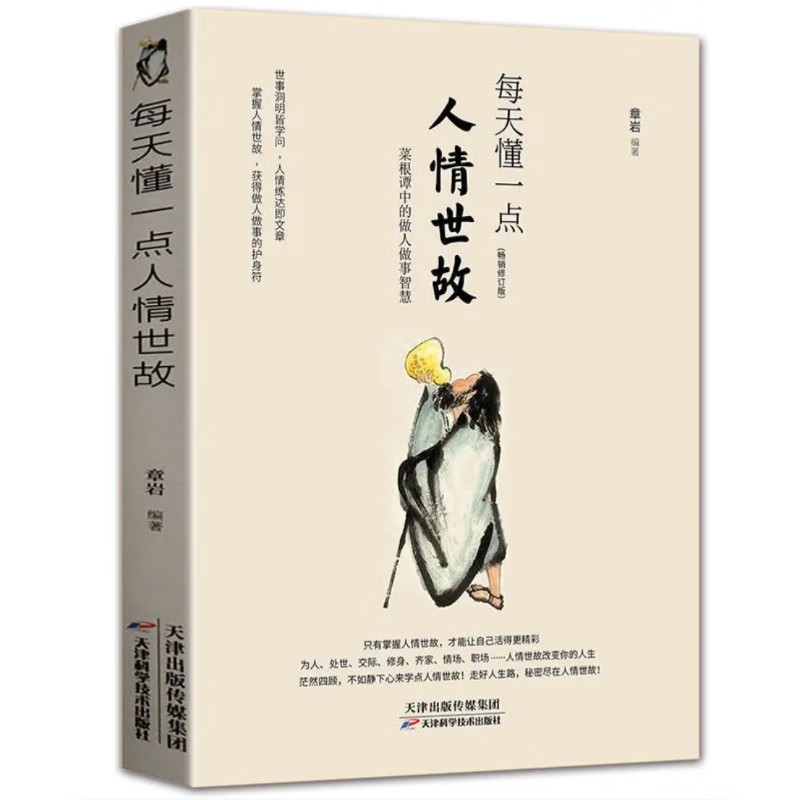 每天懂一点人情世故
章岩 编著
天津出版传媒集团
天津科学技术出版社
章岩 编著
每天懂一点
(畅销修订版)
人情世故
菜根谭中的做人做事智慧
世事洞明皆学问，人情练达即文章
掌握人情世故，获得做人做事的护身符
只有掌握人情世故，才能让自己活得更精彩
为人、处世、交际、修身、齐家、情场、职场……人情世故改变你的人生
茫然四顾，不如静下心来学点人情世故！走好人生路，秘密尽在人情世故！
天津出版传媒集团
天津科学技术出版社